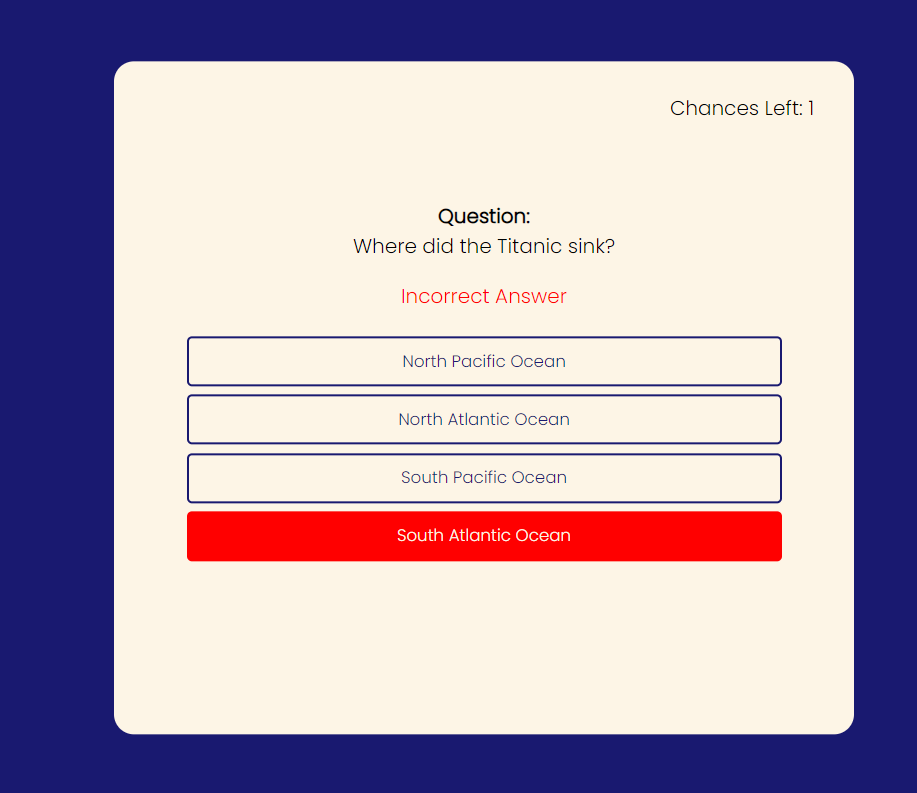 Chances Left: 1
Question:
Where did the Titanic sink?
Incorrect Answer
North Pacific Ocean
North Atlantic Ocean
South Pacific Ocean
South Atlantic Ocean